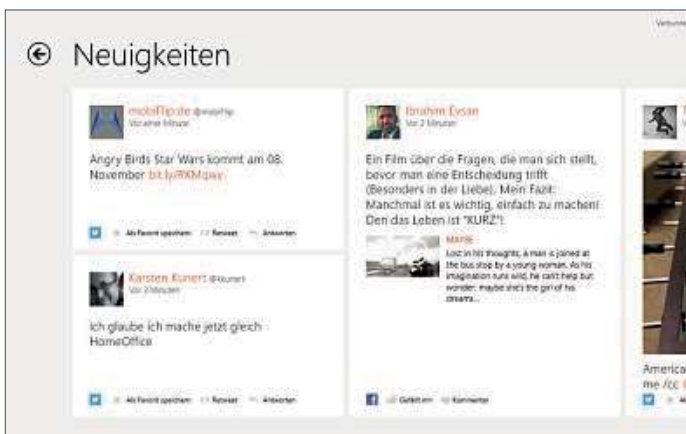 Neuigkeiten
mobiFlip.de @mobiflip
Vor einer Minute
Angry Birds Star Wars kommt am 08.
November
Als Favorit speichern Retweet Antworten
Karsten Kunert @kkunert
Vor 2 Minuten
Ich glaube ich mache jetzt gleich
HomeOffice
Als Favorit speichern Retweet Antworten
Ibrahim Evsan
Vor 2 Minuten
Ein Film über die Fragen, die man sich stellt,
bevor man eine Entscheidung trifft
(Besonders in der Liebe). Mein Fazit:
Manchmal ist es wichtig, einfach zu machen!
Den das Leben ist "KURZ"!
MAYBE
Lost in his thoughts, a man is joined at
the bus stop by a young woman. As his
imagination runs wild, he can't help but
wonder, maybe she's the girl of his
dreams...
Gefällt mir Kommentar
America
me /cc